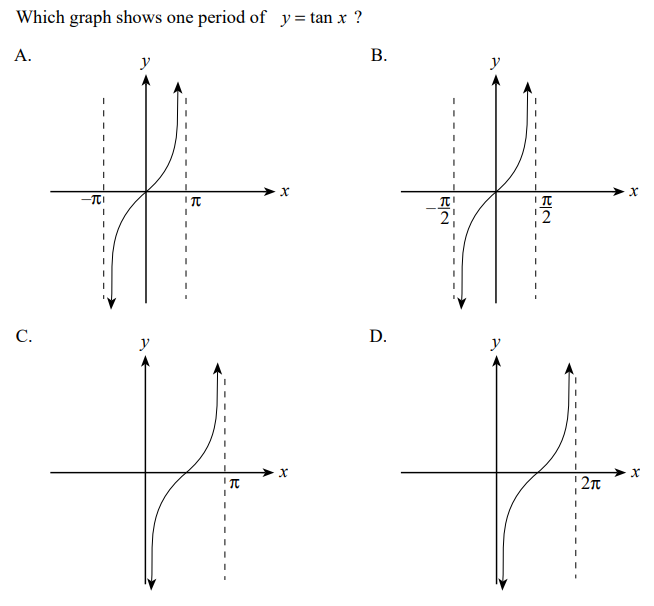 Which graph shows one period of y = tan x ?
A.
B.
y
y
x
x
−π
π
−π/2
π/2
C.
D.
y
y
x
x
π
2π